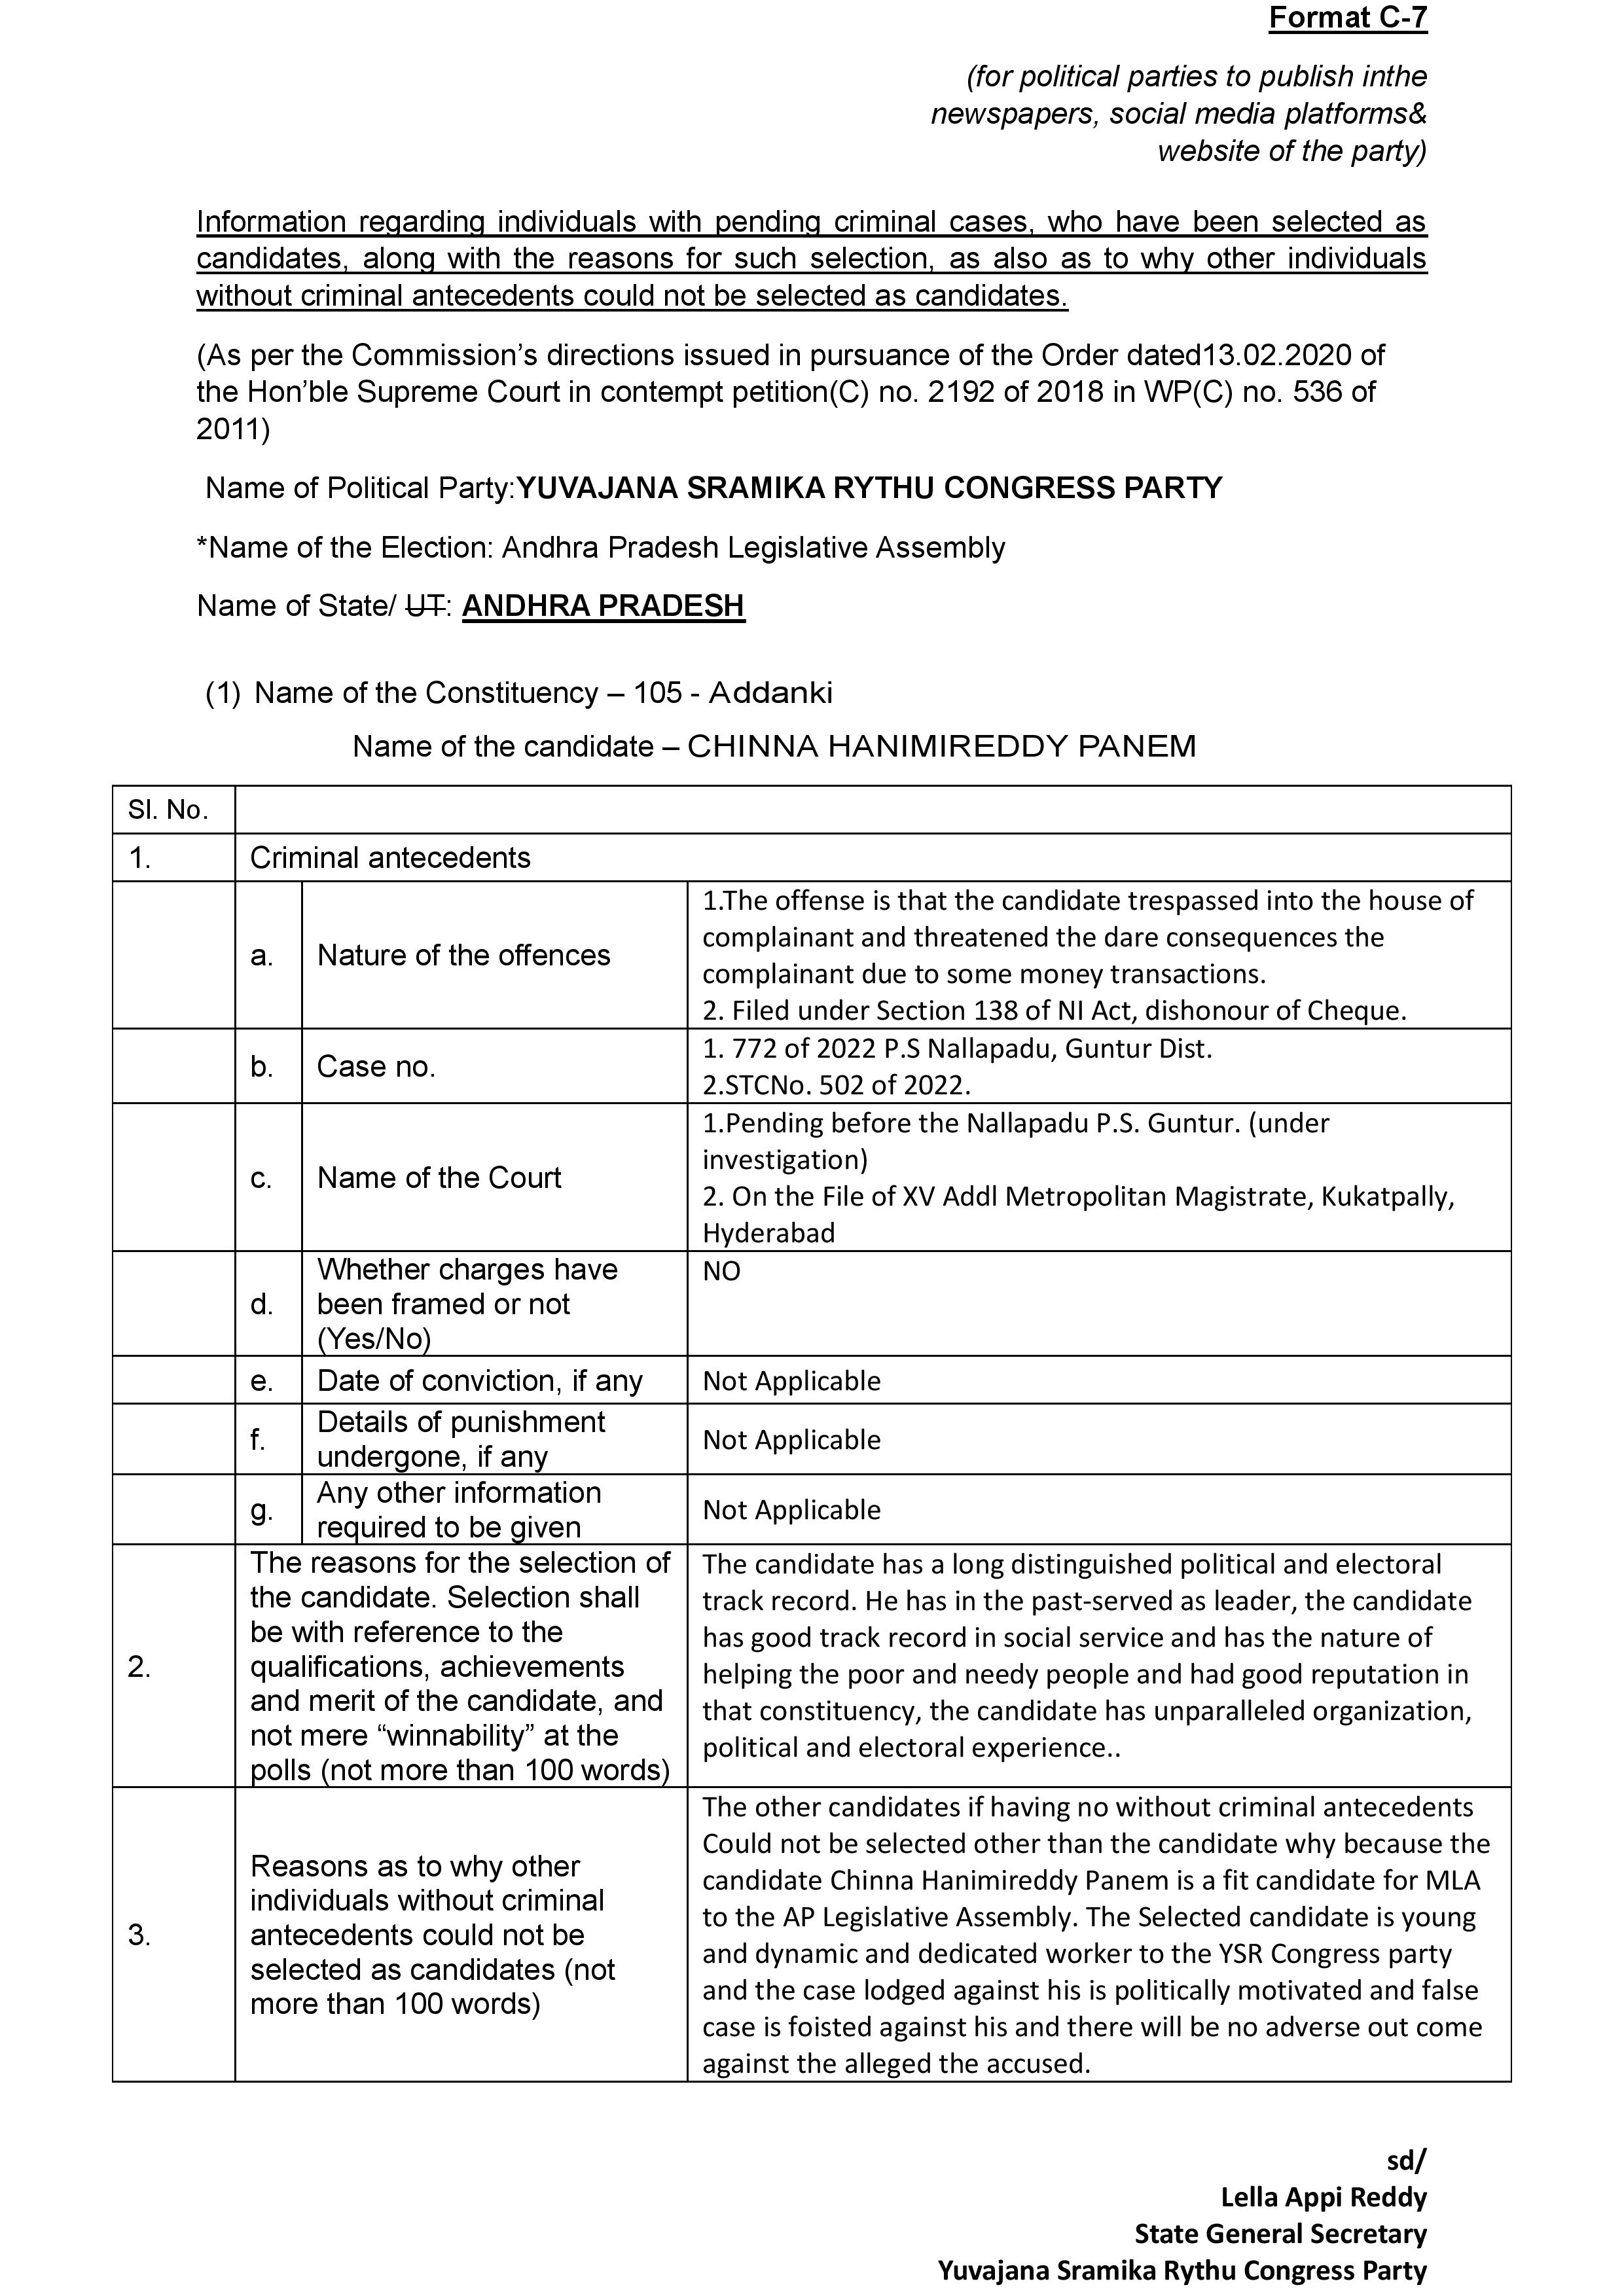 Format C-7
(for political parties to publish inthe
newspapers, social media platforms&
website of the party)
Information regarding individuals with pending criminal cases, who have been selected as
candidates, along with the reasons for such selection, as also as to why other individuals
without criminal antecedents could not be selected as candidates.
(As per the Commission’s directions issued in pursuance of the Order dated13.02.2020 of
the Hon’ble Supreme Court in contempt petition(C) no. 2192 of 2018 in WP(C) no. 536 of
2011)
Name of Political Party:YUVAJANA SRAMIKA RYTHU CONGRESS PARTY
*Name of the Election: Andhra Pradesh Legislative Assembly
Name of State/ UT: ANDHRA PRADESH
(1) Name of the Constituency – 105 - Addanki
Name of the candidate – CHINNA HANIMIREDDY PANEM
Sl. No.
1. Criminal antecedents
a. Nature of the offences
1.The offense is that the candidate trespassed into the house of
complainant and threatened the dare consequences the
complainant due to some money transactions.
2. Filed under Section 138 of NI Act, dishonour of Cheque.
b. Case no.
1. 772 of 2022 P.S Nallapadu, Guntur Dist.
2.STCNo. 502 of 2022.
c. Name of the Court
1.Pending before the Nallapadu P.S. Guntur. (under
investigation)
2. On the File of XV Addl Metropolitan Magistrate, Kukatpally,
Hyderabad
d. Whether charges have
been framed or not
(Yes/No)
NO
e. Date of conviction, if any
Not Applicable
f. Details of punishment
undergone, if any
Not Applicable
g. Any other information
required to be given
Not Applicable
2.
The reasons for the selection of
the candidate. Selection shall
be with reference to the
qualifications, achievements
and merit of the candidate, and
not mere “winnability” at the
polls (not more than 100 words)
The candidate has a long distinguished political and electoral
track record. He has in the past-served as leader, the candidate
has good track record in social service and has the nature of
helping the poor and needy people and had good reputation in
that constituency, the candidate has unparalleled organization,
political and electoral experience..
3.
Reasons as to why other
individuals without criminal
antecedents could not be
selected as candidates (not
more than 100 words)
The other candidates if having no without criminal antecedents
Could not be selected other than the candidate why because the
candidate Chinna Hanimireddy Panem is a fit candidate for MLA
to the AP Legislative Assembly. The Selected candidate is young
and dynamic and dedicated worker to the YSR Congress party
and the case lodged against his is politically motivated and false
case is foisted against his and there will be no adverse out come
against the alleged the accused.
sd/
Lella Appi Reddy
State General Secretary
Yuvajana Sramika Rythu Congress Party